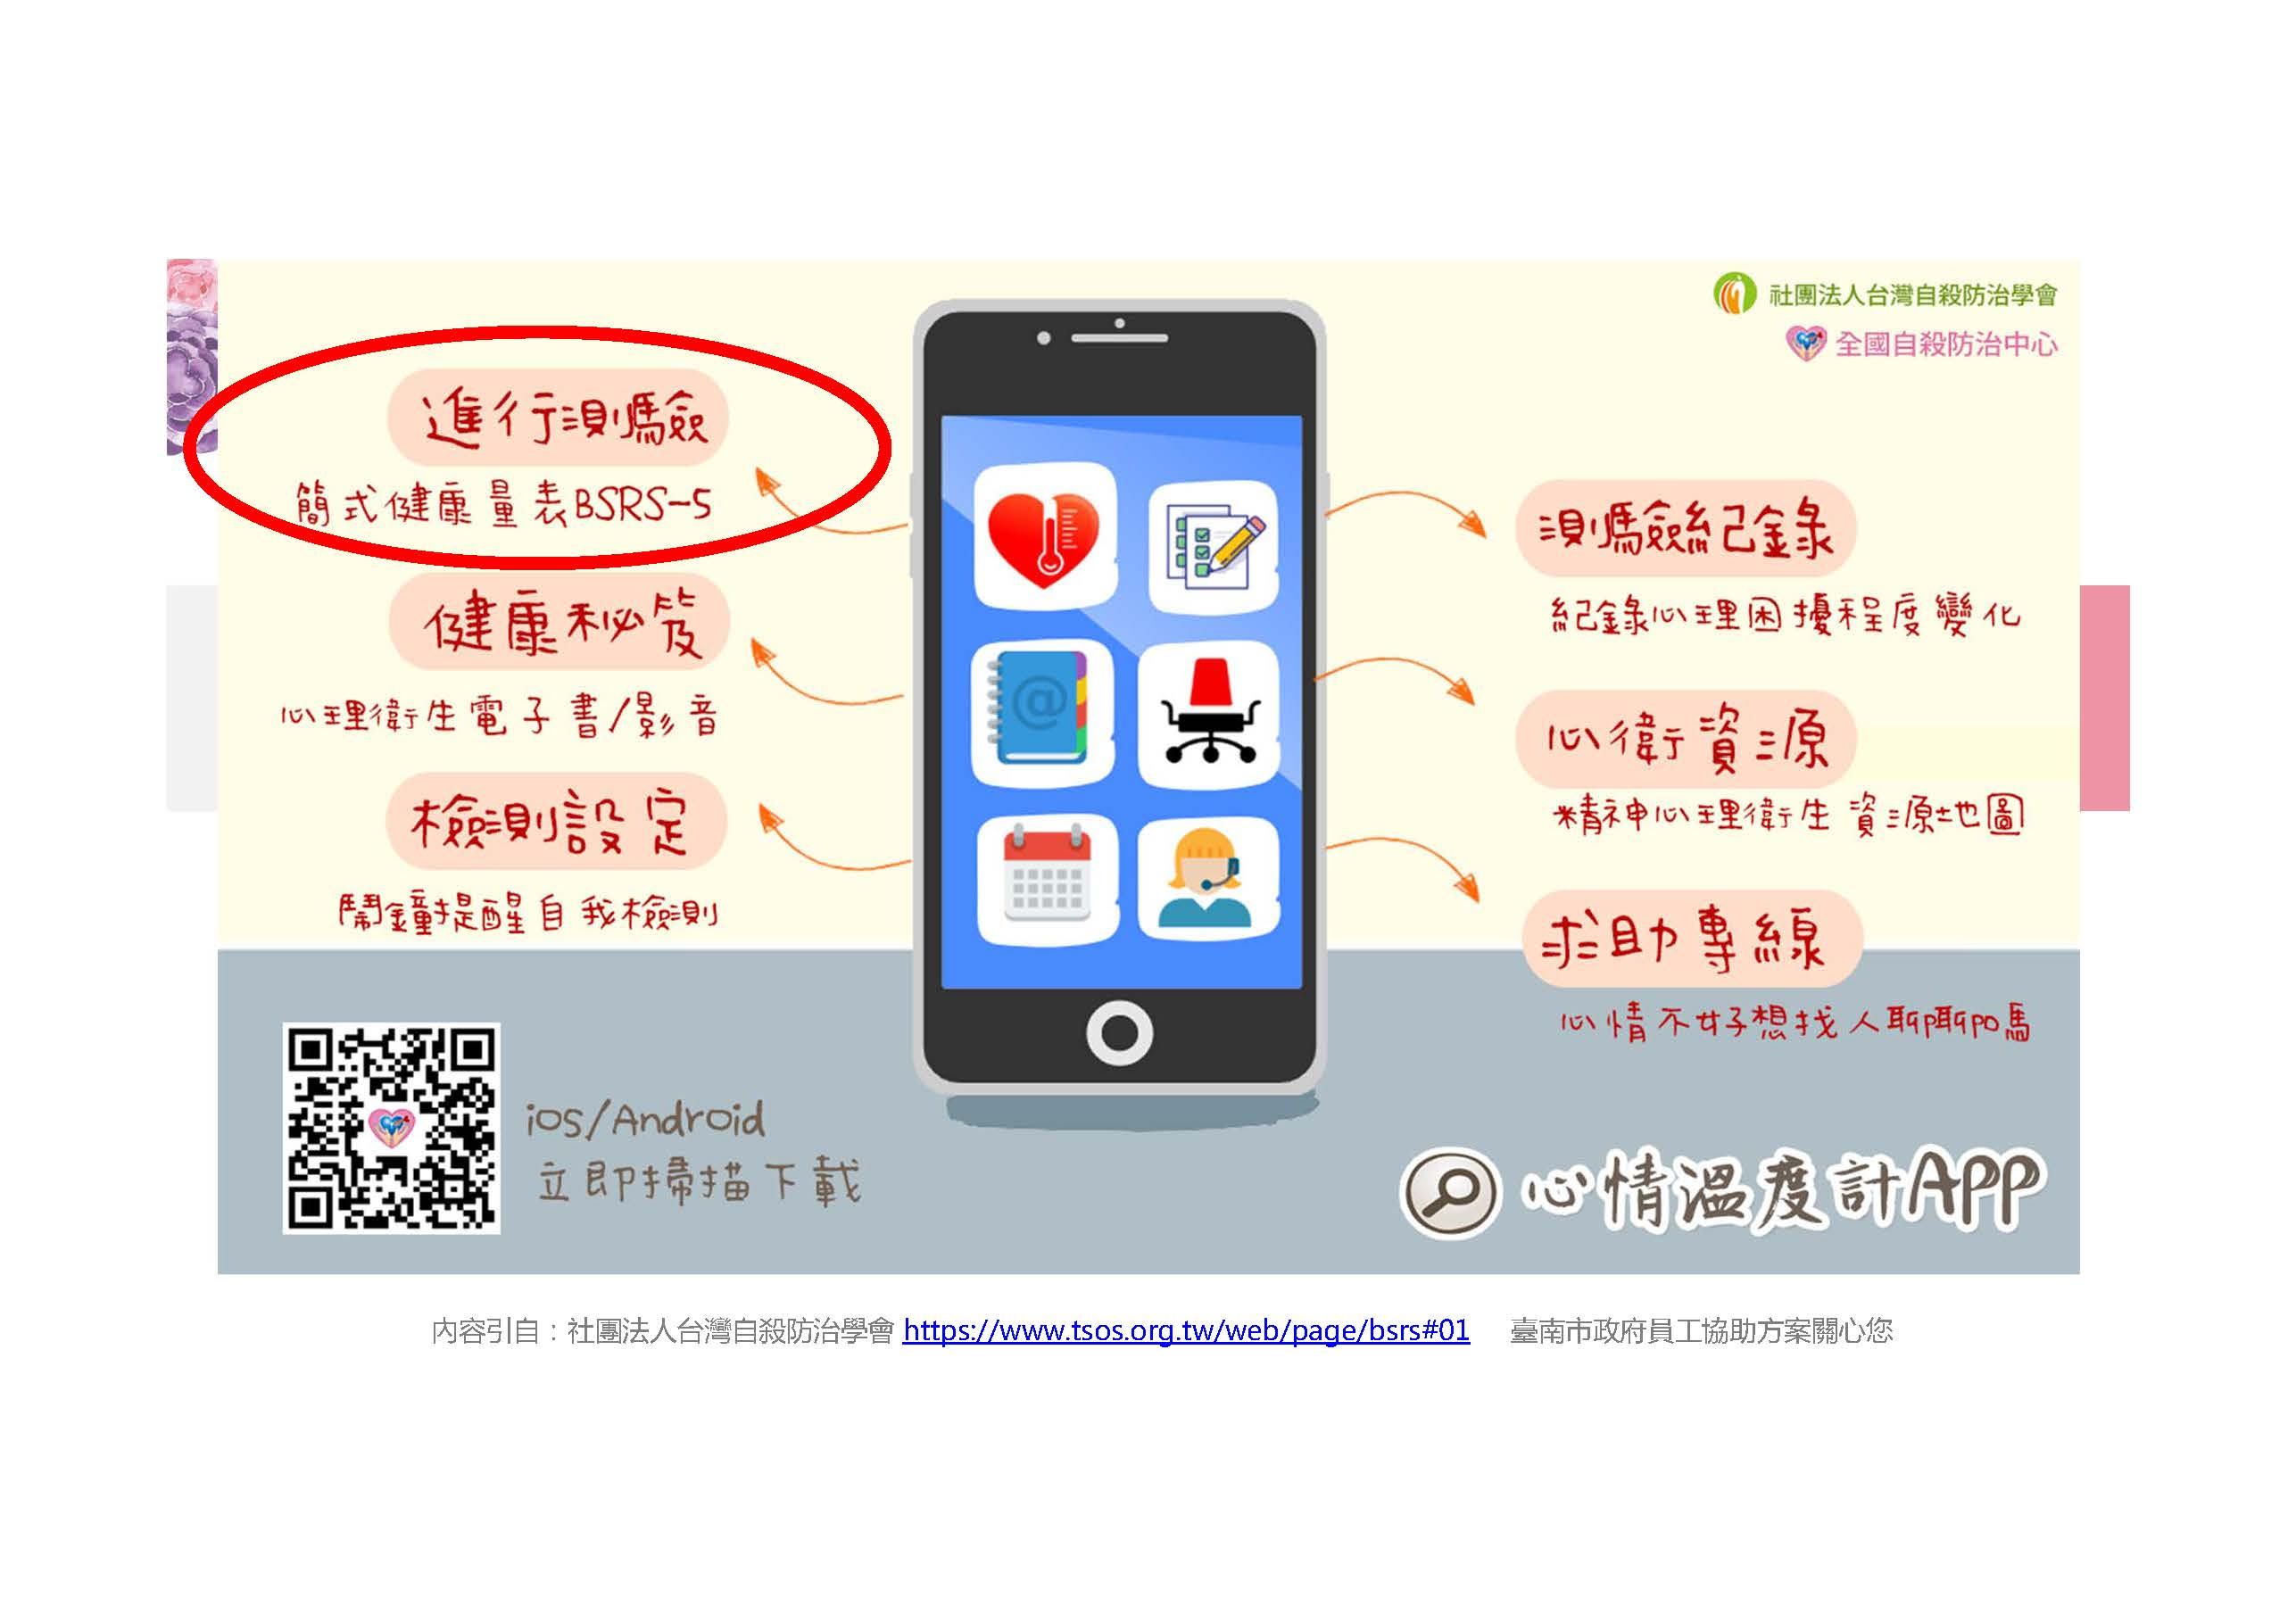 社團法人台灣自殺防治學會
全國自殺防治中心
進行測驗
簡式健康量表BSRS-5
健康秘笈
心理衛生電子書/影音
檢測設定
鬧鐘提醒自我檢測
@
測驗紀錄
紀錄心理困擾程度變化
心衛資源
精神心理衛生資源地圖
求助專線
心情不好想找人聊聊嗎
ios/Android
立即掃描下載
心情溫度計APP
內容引自：社團法人台灣自殺防治學會 https://www.tsos.org.tw/web/page/bsrs#01 臺南市政府員工協助方案關心您